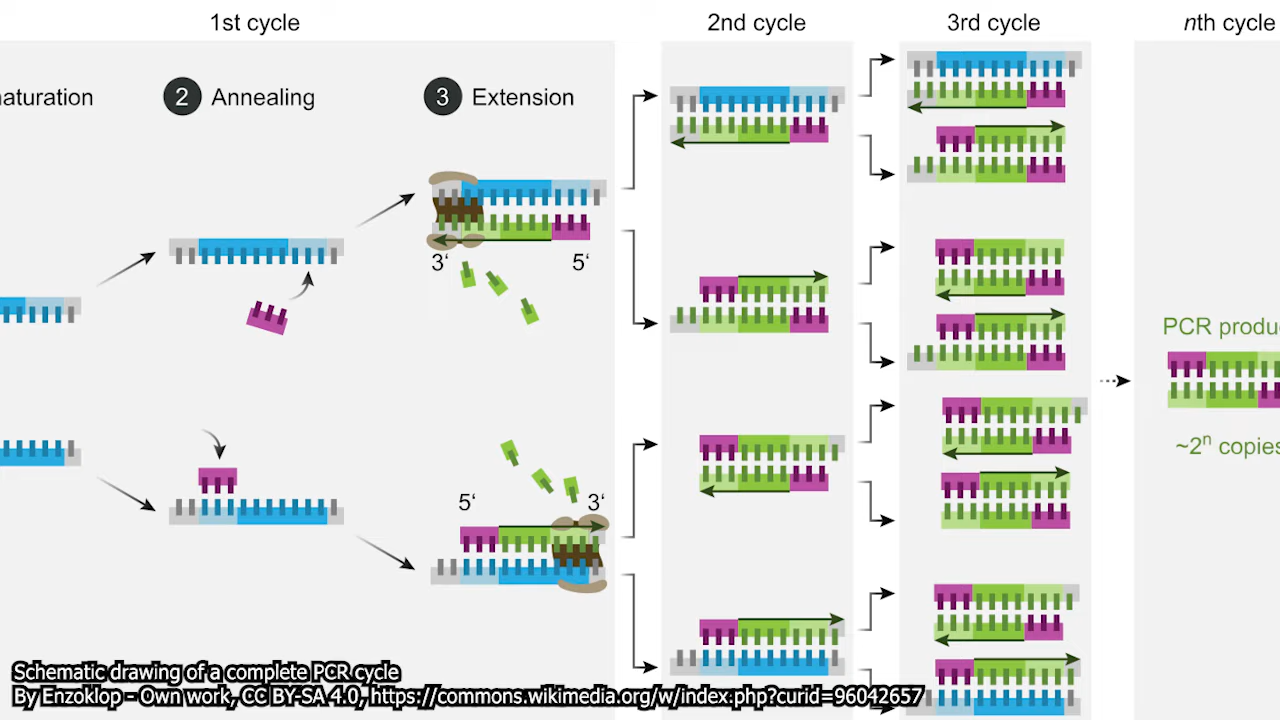 1st cycle
2nd cycle
3rd cycle
nth cycle
aturation
2 Annealing
3 Extension
3‘ 5‘
5‘ 3‘
PCR produ
~2ⁿ copies
Schematic drawing of a complete PCR cycle
By Enzoklop - Own work, CC BY-SA 4.0, https://commons.wikimedia.org/w/index.php?curid=96042657